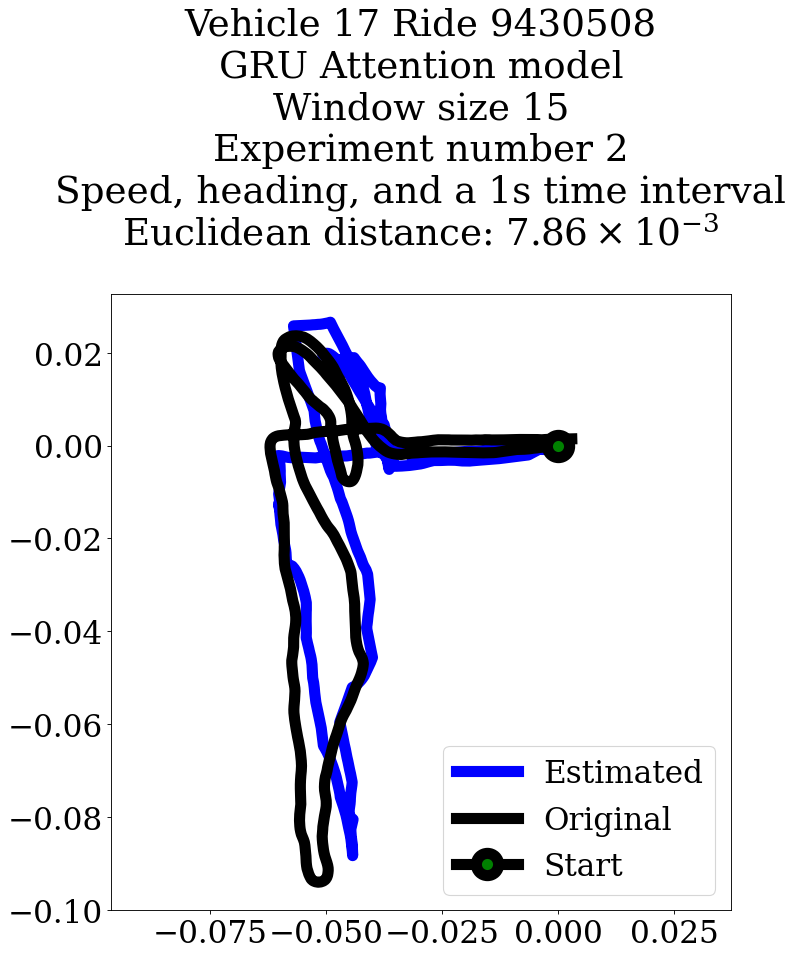 Vehicle 17 Ride 9430508
GRU Attention model
Window size 15
Experiment number 2
Speed, heading, and a 1s time interval
Euclidean distance: 7.86 × 10⁻³
0.02
0.00
−0.02
−0.04
−0.06
−0.08
−0.10
−0.075 −0.050 −0.025 0.000 0.025
Estimated
Original
Start